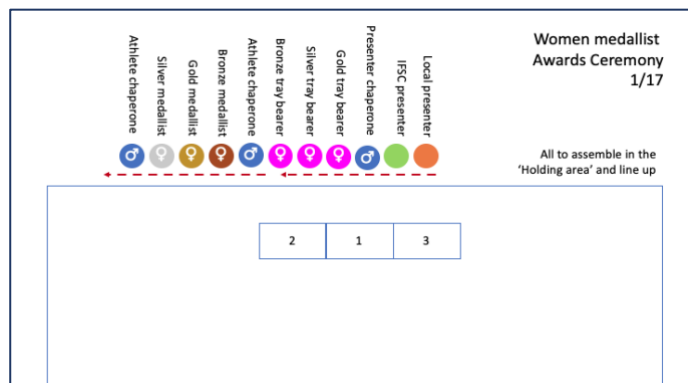 Women medallist
Awards Ceremony
1/17
Athlete chaperone
Silver medallist
Gold medallist
Bronze medallist
Athlete chaperone
Bronze tray bearer
Silver tray bearer
Gold tray bearer
Presenter chaperone
IFSC presenter
Local presenter
All to assemble in the
'Holding area' and line up
2 1 3